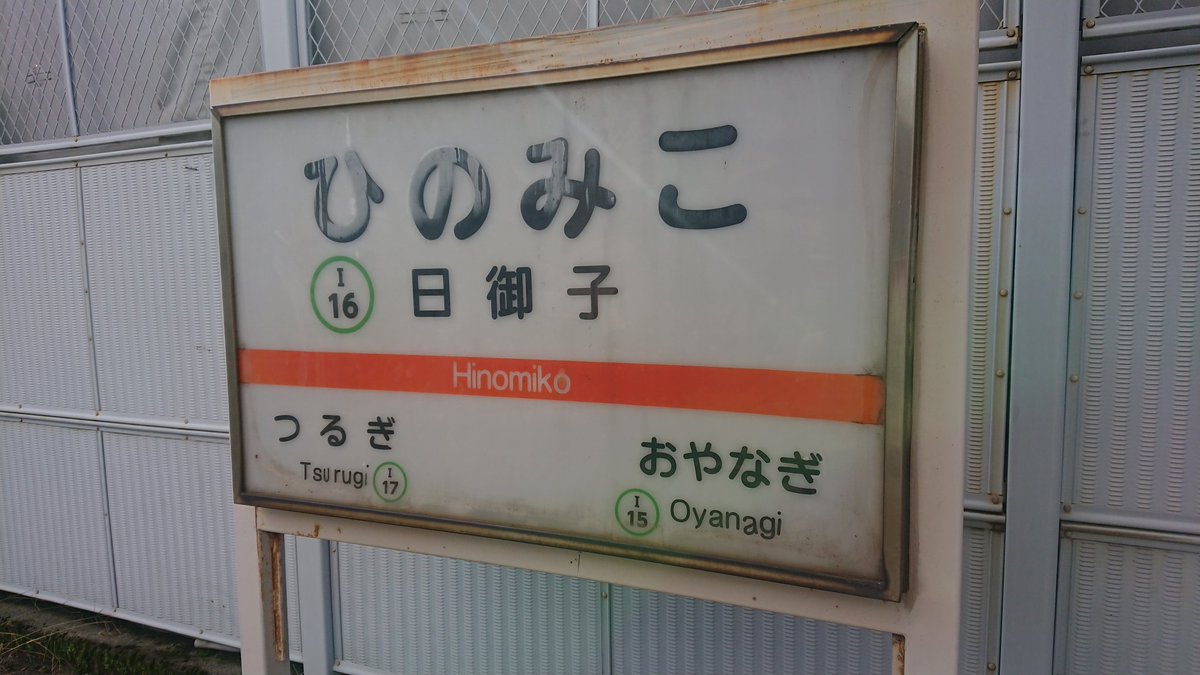 ひのみこ
I
16
日御子
Hinomiko
つるぎ
Tsurugi
I
17
おやなぎ
I
15
Oyanagi